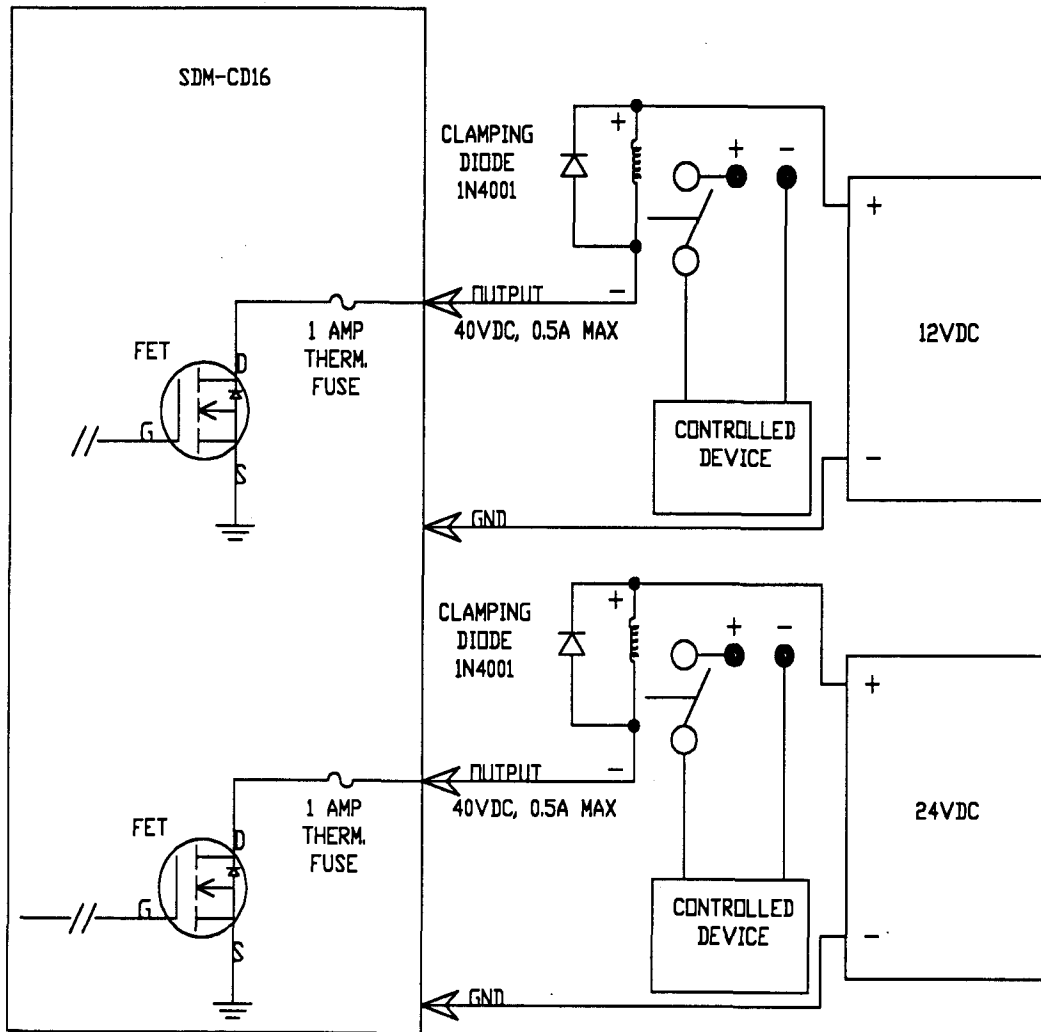 SDM-CD16
CLAMPING
DIODE
1N4001
+
+ -
+
OUTPUT
-
40VDC, 0.5A MAX
12VDC
1 AMP
THERM.
FUSE
FET
D
G
S
CONTROLLED
DEVICE
-
GND
CLAMPING
DIODE
1N4001
+
+ -
+
OUTPUT
-
40VDC, 0.5A MAX
24VDC
1 AMP
THERM.
FUSE
FET
D
G
S
CONTROLLED
DEVICE
-
GND